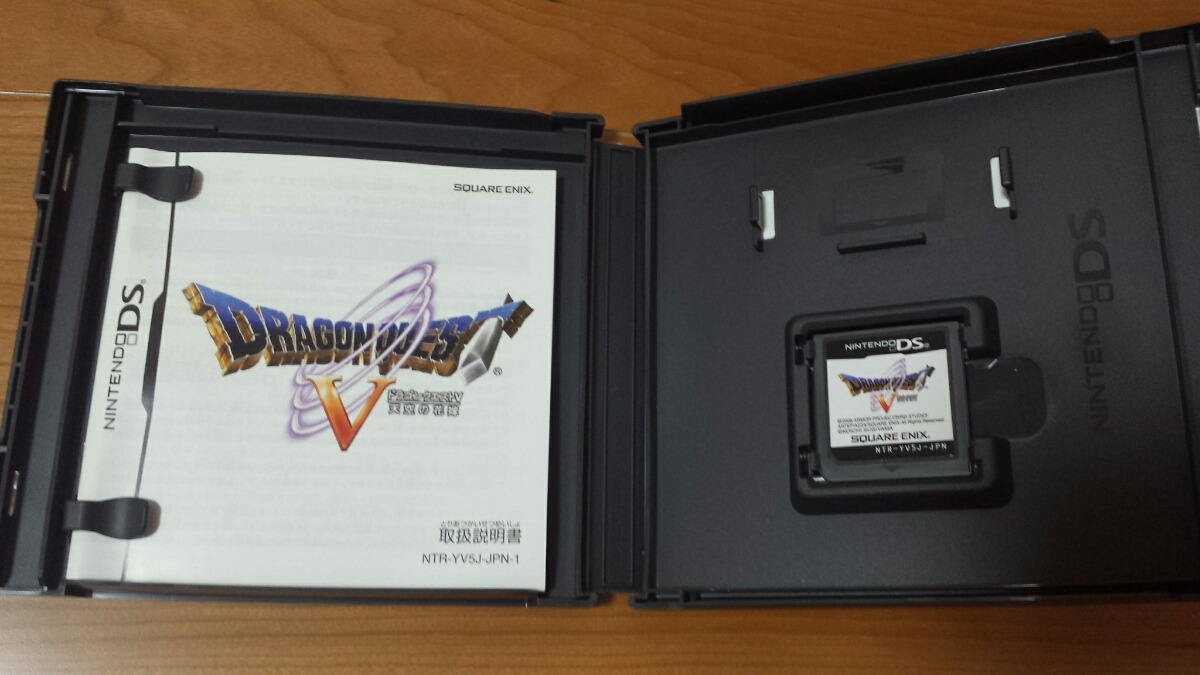 SQUARE ENIX.
NINTENDO DS®
DRAGON QUEST®
V
ドラゴンクエストV
天空の花嫁
とりあつかいせつめいしょ
取扱説明書
NTR-YV5J-JPN-1
NINTENDO DS
NINTENDO DS®
DRAGON QUEST
V
SQUARE ENIX.
NTR-YV5J-JPN